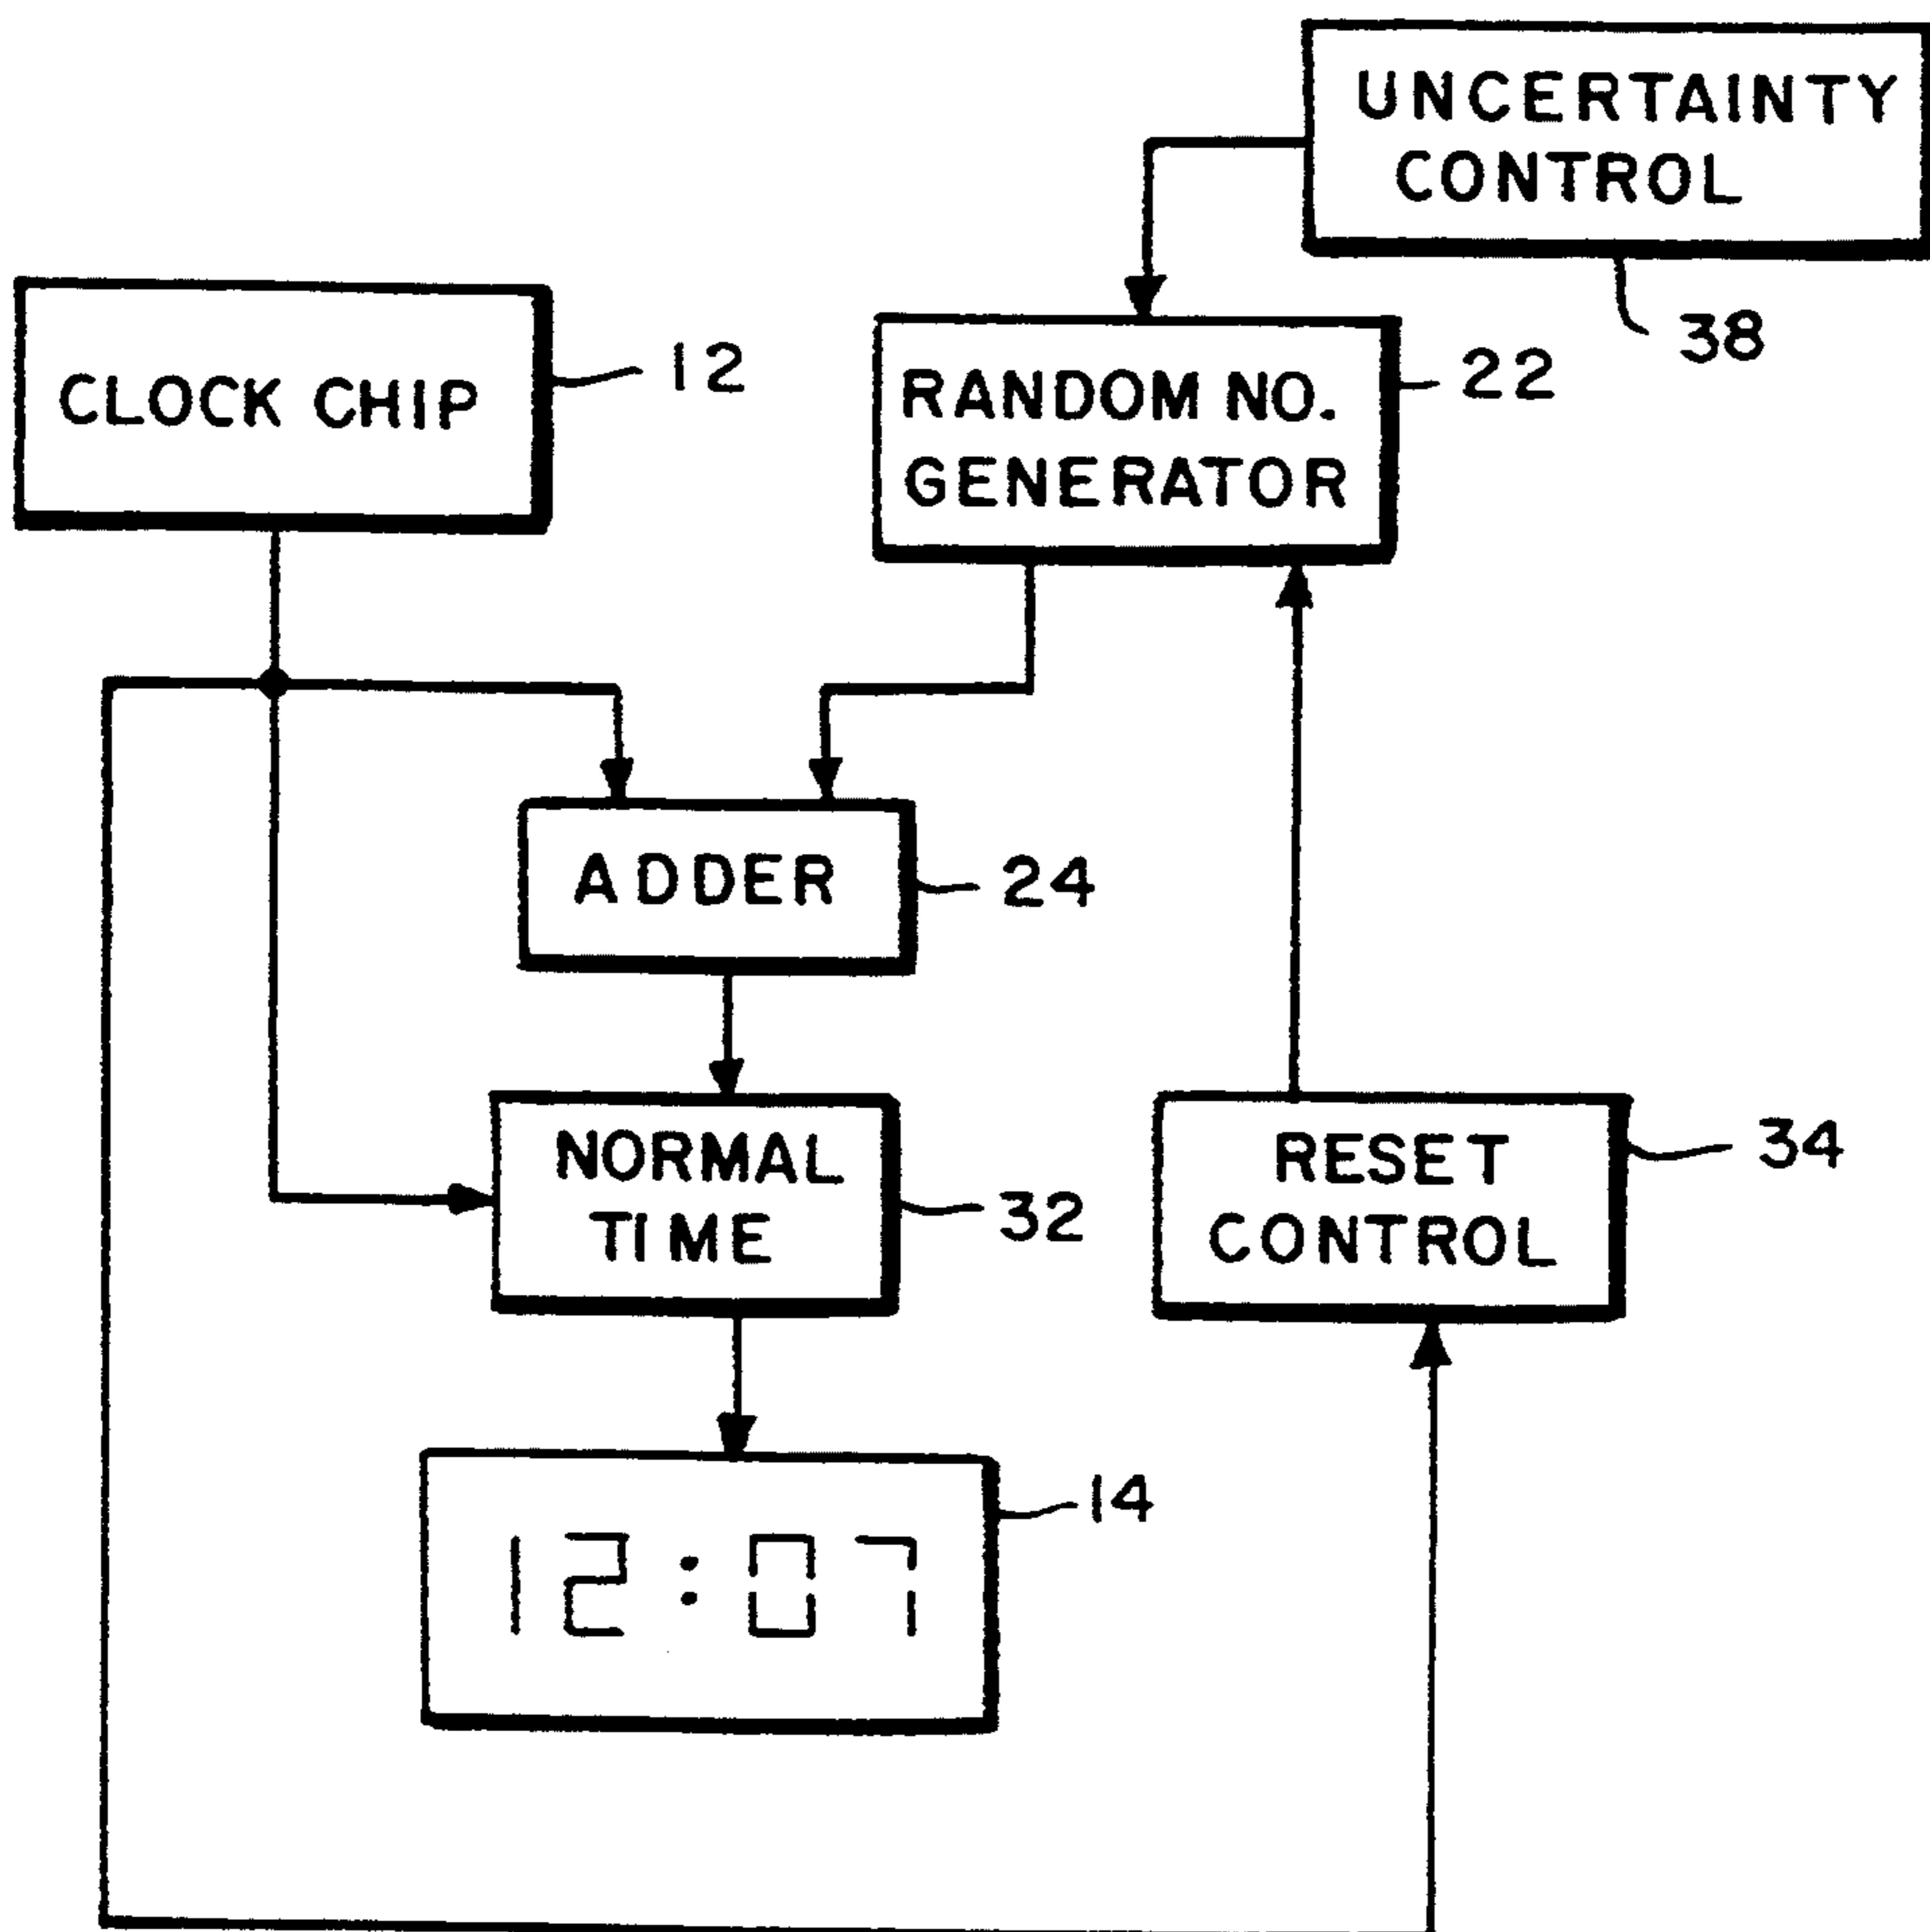 UNCERTAINTY
CONTROL
38
CLOCK CHIP
12
RANDOM NO.
GENERATOR
22
ADDER
24
NORMAL
TIME
32
RESET
CONTROL
34
12:07
14